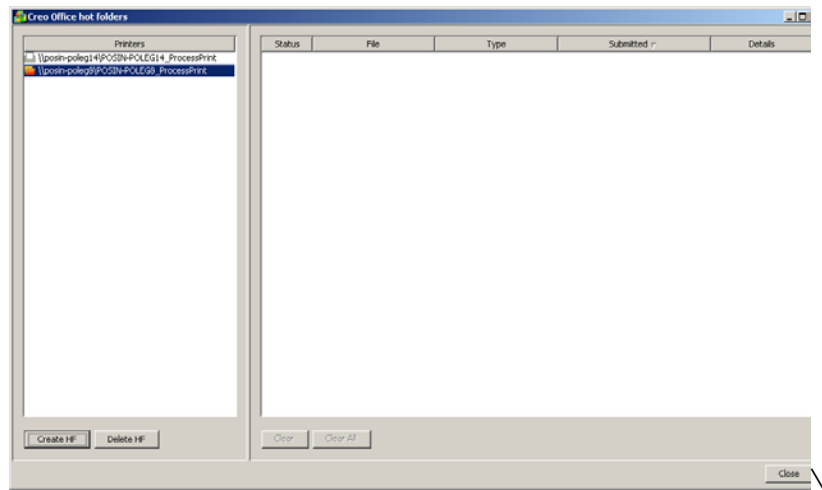 Creo Office hot folders
Printers
\\posin-poleg14\POSIN-POLEG14_ProcessPrint
\\posin-poleg8\POSIN-POLEG8_ProcessPrint
Status File Type Submitted Details
Create HF Delete HF Clear Clear All
Close